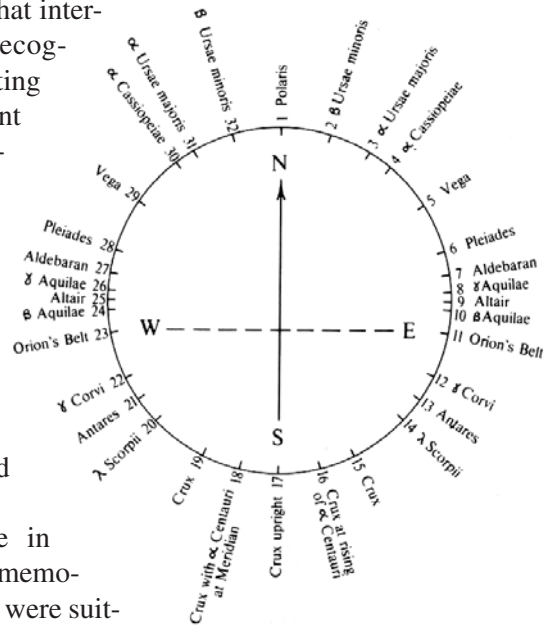 hat inter-
ecog-
ting
nt
-
d
e in
memo-
were suit-
1 Polaris
2 β Ursae minoris
3 α Ursae majoris
4 α Cassiopeiae
5 Vega
6 Pleiades
7 Aldebaran
8 γ Aquilae
9 Altair
10 β Aquilae
11 Orion's Belt
12 γ Corvi
13 Antares
14 λ Scorpii
15 Crux
16 Crux at rising
of α Centauri
Crux upright 17
Crux with α Centauri 18
at Meridian
Crux 19
λ Scorpii 20
Antares 21
γ Corvi 22
Orion's Belt 23
β Aquilae 24
Altair 25
γ Aquilae 26
Aldebaran 27
Pleiades 28
Vega 29
α Cassiopeiae 30
α Ursae majoris 31
β Ursae minoris 32
N
W
E
S